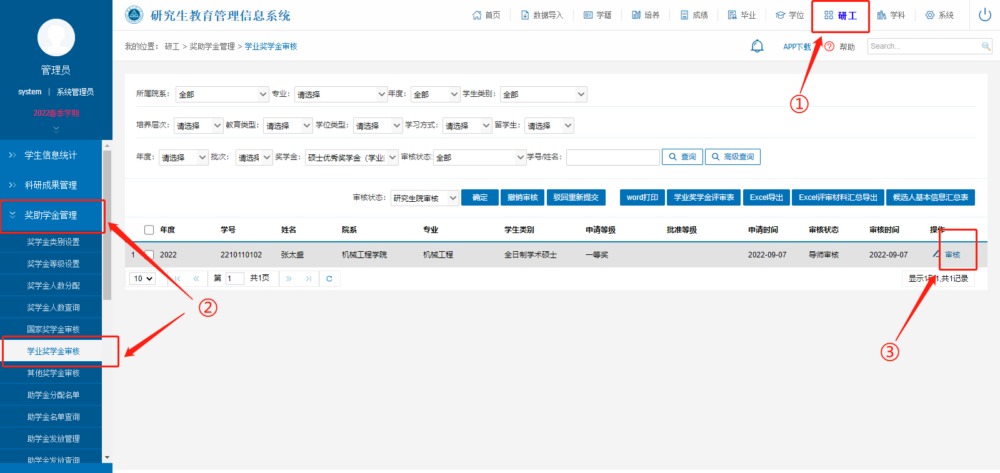 研究生教育管理信息系统
首页
数据导入
学籍
培养
成绩
毕业
学位
研工
学科
系统
管理员
system | 系统管理员
2022春季学期
我的位置： 研工 > 奖助学金管理 > 学业奖学金审核
APP下载
? 帮助
Search...
①
学生信息统计
科研成果管理
奖助学金管理
奖学金类别设置
奖学金等级设置
奖学金人数分配
奖学金人数查询
国家奖学金审核
学业奖学金审核
其他奖学金审核
助学金分配名单
助学金名单查询
助学金发放管理
助学金发放查询
所属院系： 全部 专业： 请选择 年度： 全部 学生类别： 全部
培养层次： 请选择 教育类型： 请选择 学位类型： 请选择 学习方式： 请选择 留学生： 请选择
年度： 请选择 批次： 请选择 奖学金： 硕士优秀奖学金（学业 审核状态: 全部 学号/姓名： 查询 高级查询
审核状态： 研究生院审核 确定 撤销审核 驳回重新提交 word打印 学业奖学金评审表 Excel导出 Excel评审材料汇总导出 候选人基本信息汇总表
年度 学号 姓名 院系 专业 学生类别 申请等级 批准等级 申请时间 审核状态 审核时间 操作
1 2022 2210110102 张太盛 机械工程学院 机械工程 全日制学术硕士 一等奖 2022-09-07 导师审核 2022-09-07 审核
10 第 1 共1页 显示1到1,共1记录
②
③